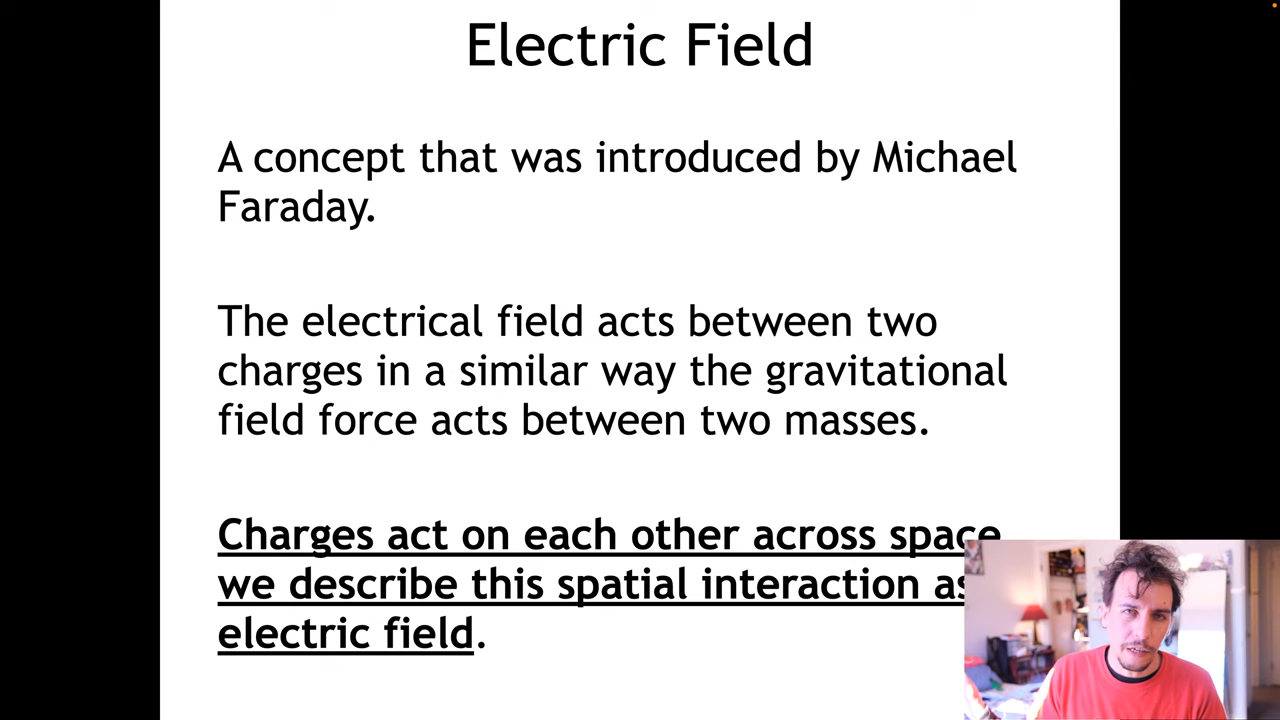 Electric Field
A concept that was introduced by Michael
Faraday.
The electrical field acts between two
charges in a similar way the gravitational
field force acts between two masses.
Charges act on each other across space
we describe this spatial interaction as
electric field.